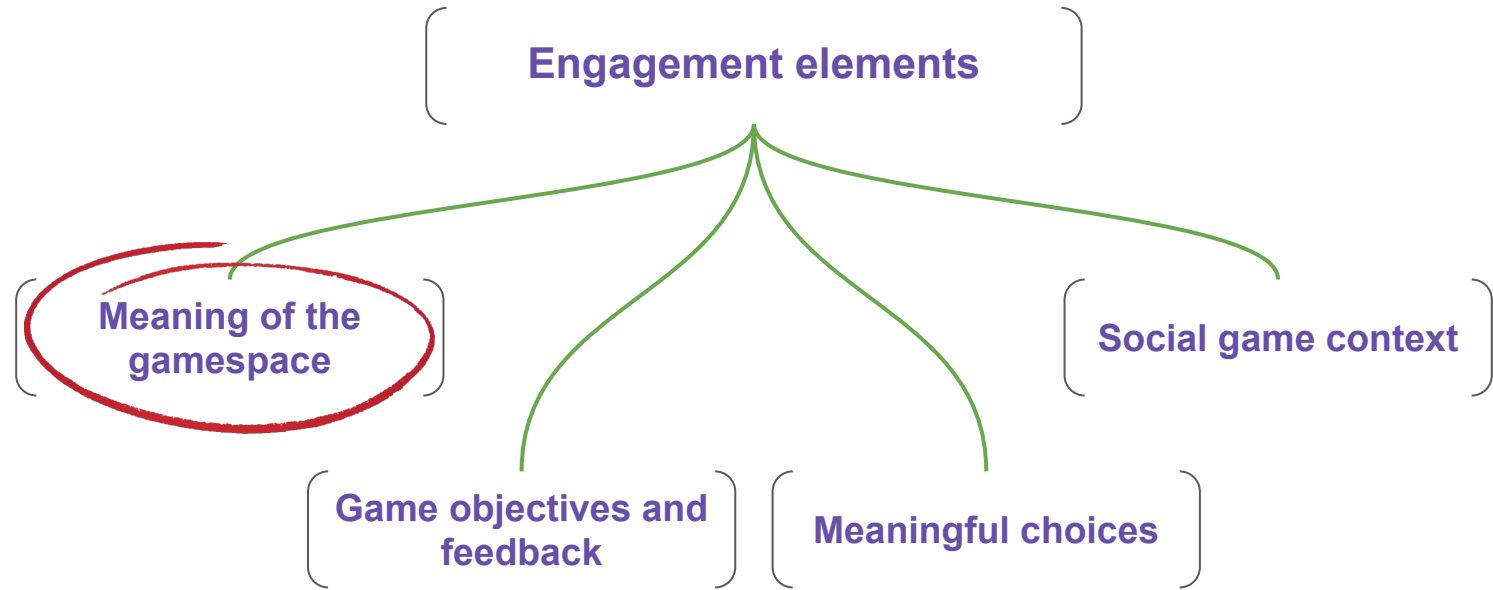 Engagement elements
Meaning of the
gamespace
Social game context
Game objectives and
feedback
Meaningful choices